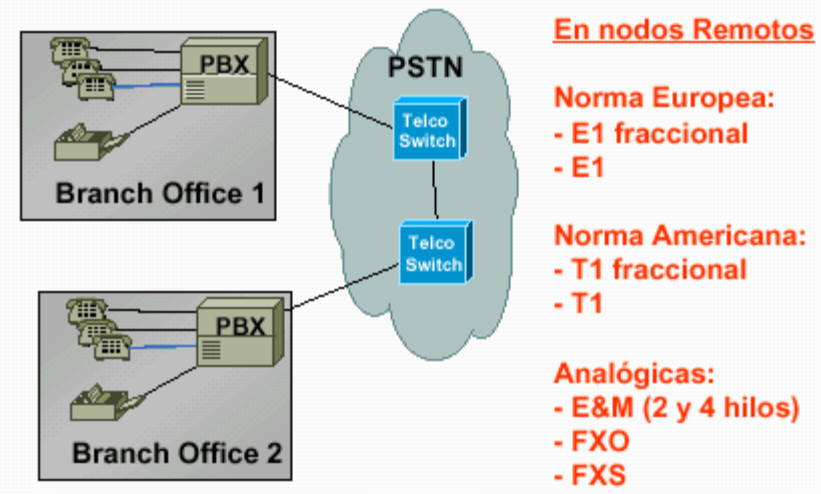 PBX
Branch Office 1
PSTN
Telco
Switch
Telco
Switch
PBX
Branch Office 2
En nodos Remotos
Norma Europea:
- E1 fraccional
- E1
Norma Americana:
- T1 fraccional
- T1
Analógicas:
- E&M (2 y 4 hilos)
- FXO
- FXS